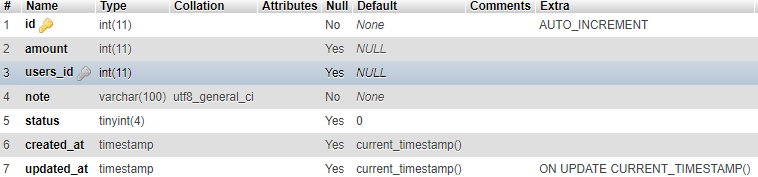 # Name Type Collation Attributes Null Default Comments Extra
1 id int(11) No None AUTO_INCREMENT
2 amount int(11) Yes NULL
3 users_id int(11) Yes NULL
4 note varchar(100) utf8_general_ci No None
5 status tinyint(4) Yes 0
6 created_at timestamp Yes current_timestamp()
7 updated_at timestamp Yes current_timestamp() ON UPDATE CURRENT_TIMESTAMP()